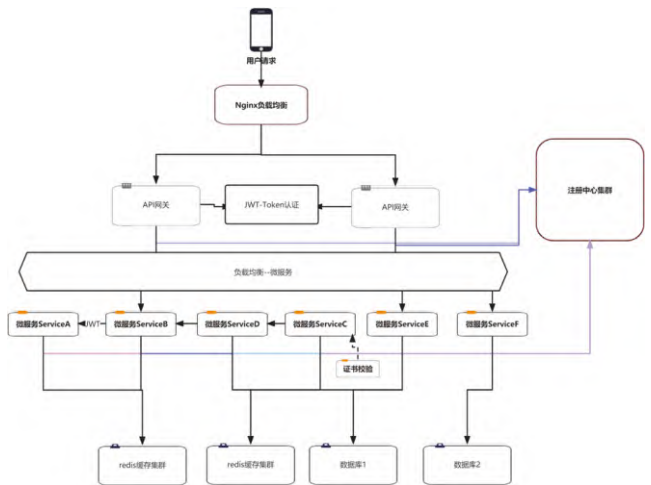 用户请求
Nginx负载均衡
API网关
JWT-Token认证
API网关
注册中心集群
负载均衡--微服务
微服务ServiceA
JWT
微服务ServiceB
微服务ServiceD
微服务ServiceC
微服务ServiceE
微服务ServiceF
证书校验
redis缓存集群
redis缓存集群
数据库1
数据库2